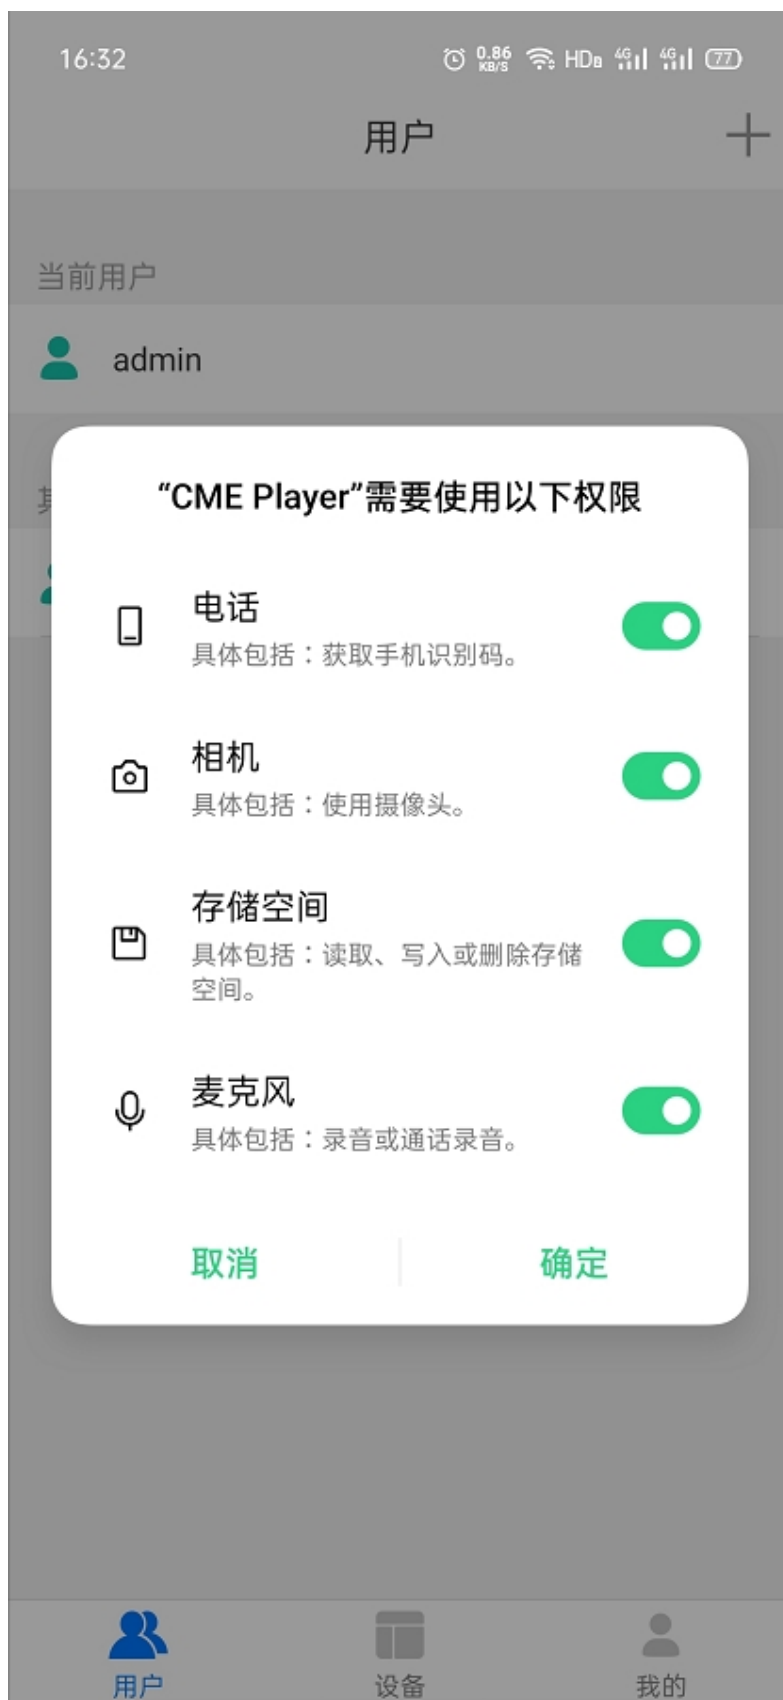 16:32
0.86 KB/S HDB 4G 4G 77
用户
当前用户
admin
“CME Player”需要使用以下权限
电话
具体包括：获取手机识别码。
相机
具体包括：使用摄像头。
存储空间
具体包括：读取、写入或删除存储
空间。
麦克风
具体包括：录音或通话录音。
取消 确定
用户 设备 我的